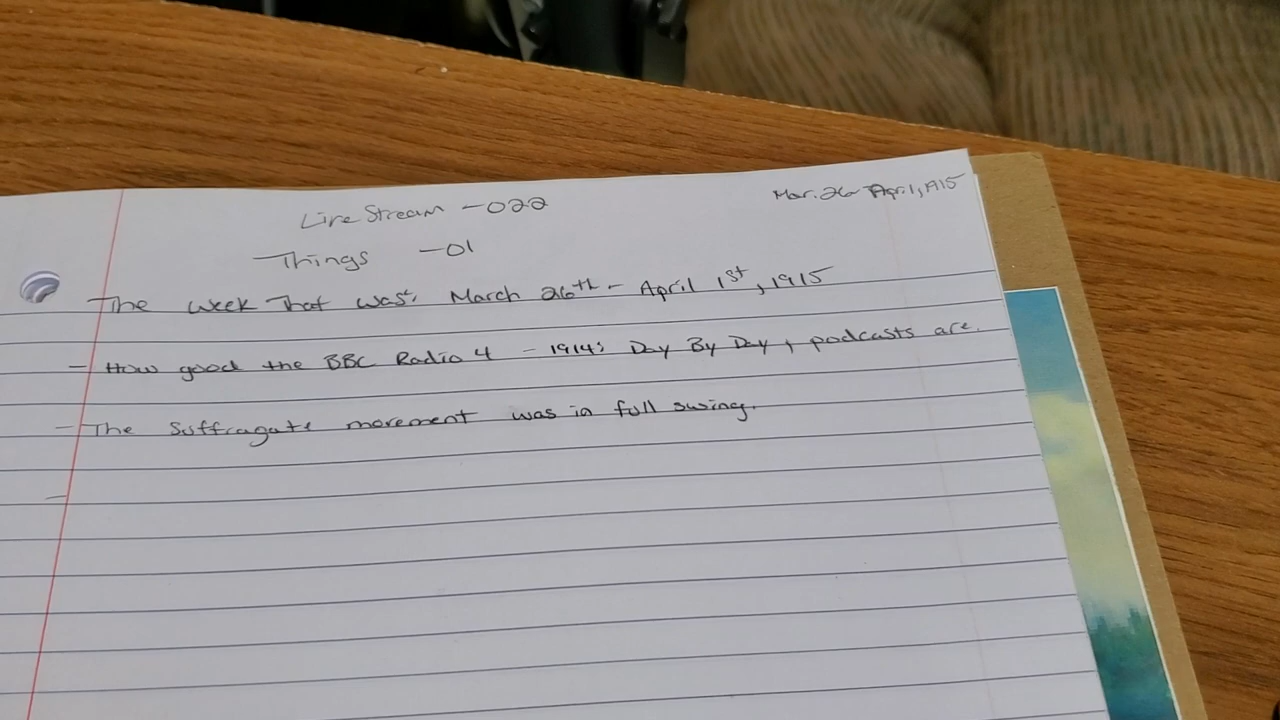 Live Stream - 022
Mar. 26 - April 1, 1915
Things - 01
The week That was: March 26th - April 1st, 1915
- How good the BBC Radio 4 - 1914: Day By Day, podcasts are.
- The Suffragate movement was in full swing.
-